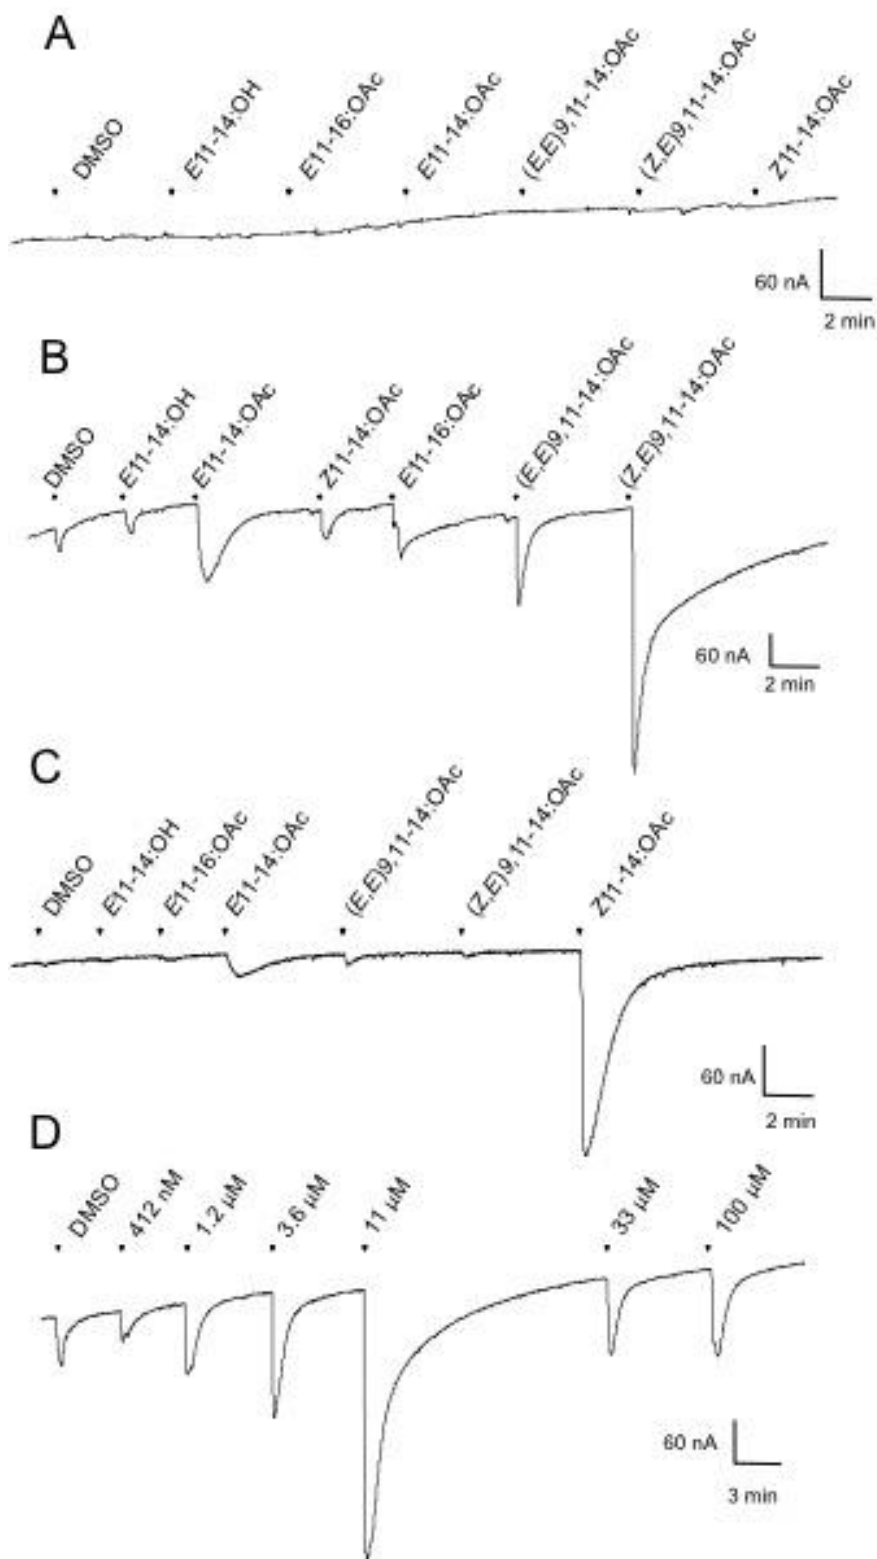 A
DMSO
E11-14:OH
E11-16:OAc
E11-14:OAc
(E,E)9,11-14:OAc
(Z,E)9,11-14:OAc
Z11-14:OAc
60 nA
2 min
B
DMSO
E11-14:OH
E11-14:OAc
Z11-14:OAc
E11-16:OAc
(E,E)9,11-14:OAc
(Z,E)9,11-14:OAc
60 nA
2 min
C
DMSO
E11-14:OH
E11-16:OAc
E11-14:OAc
(E,E)9,11-14:OAc
(Z,E)9,11-14:OAc
Z11-14:OAc
60 nA
2 min
D
DMSO
412 nM
1.2 µM
3.6 µM
11 µM
33 µM
100 µM
60 nA
3 min